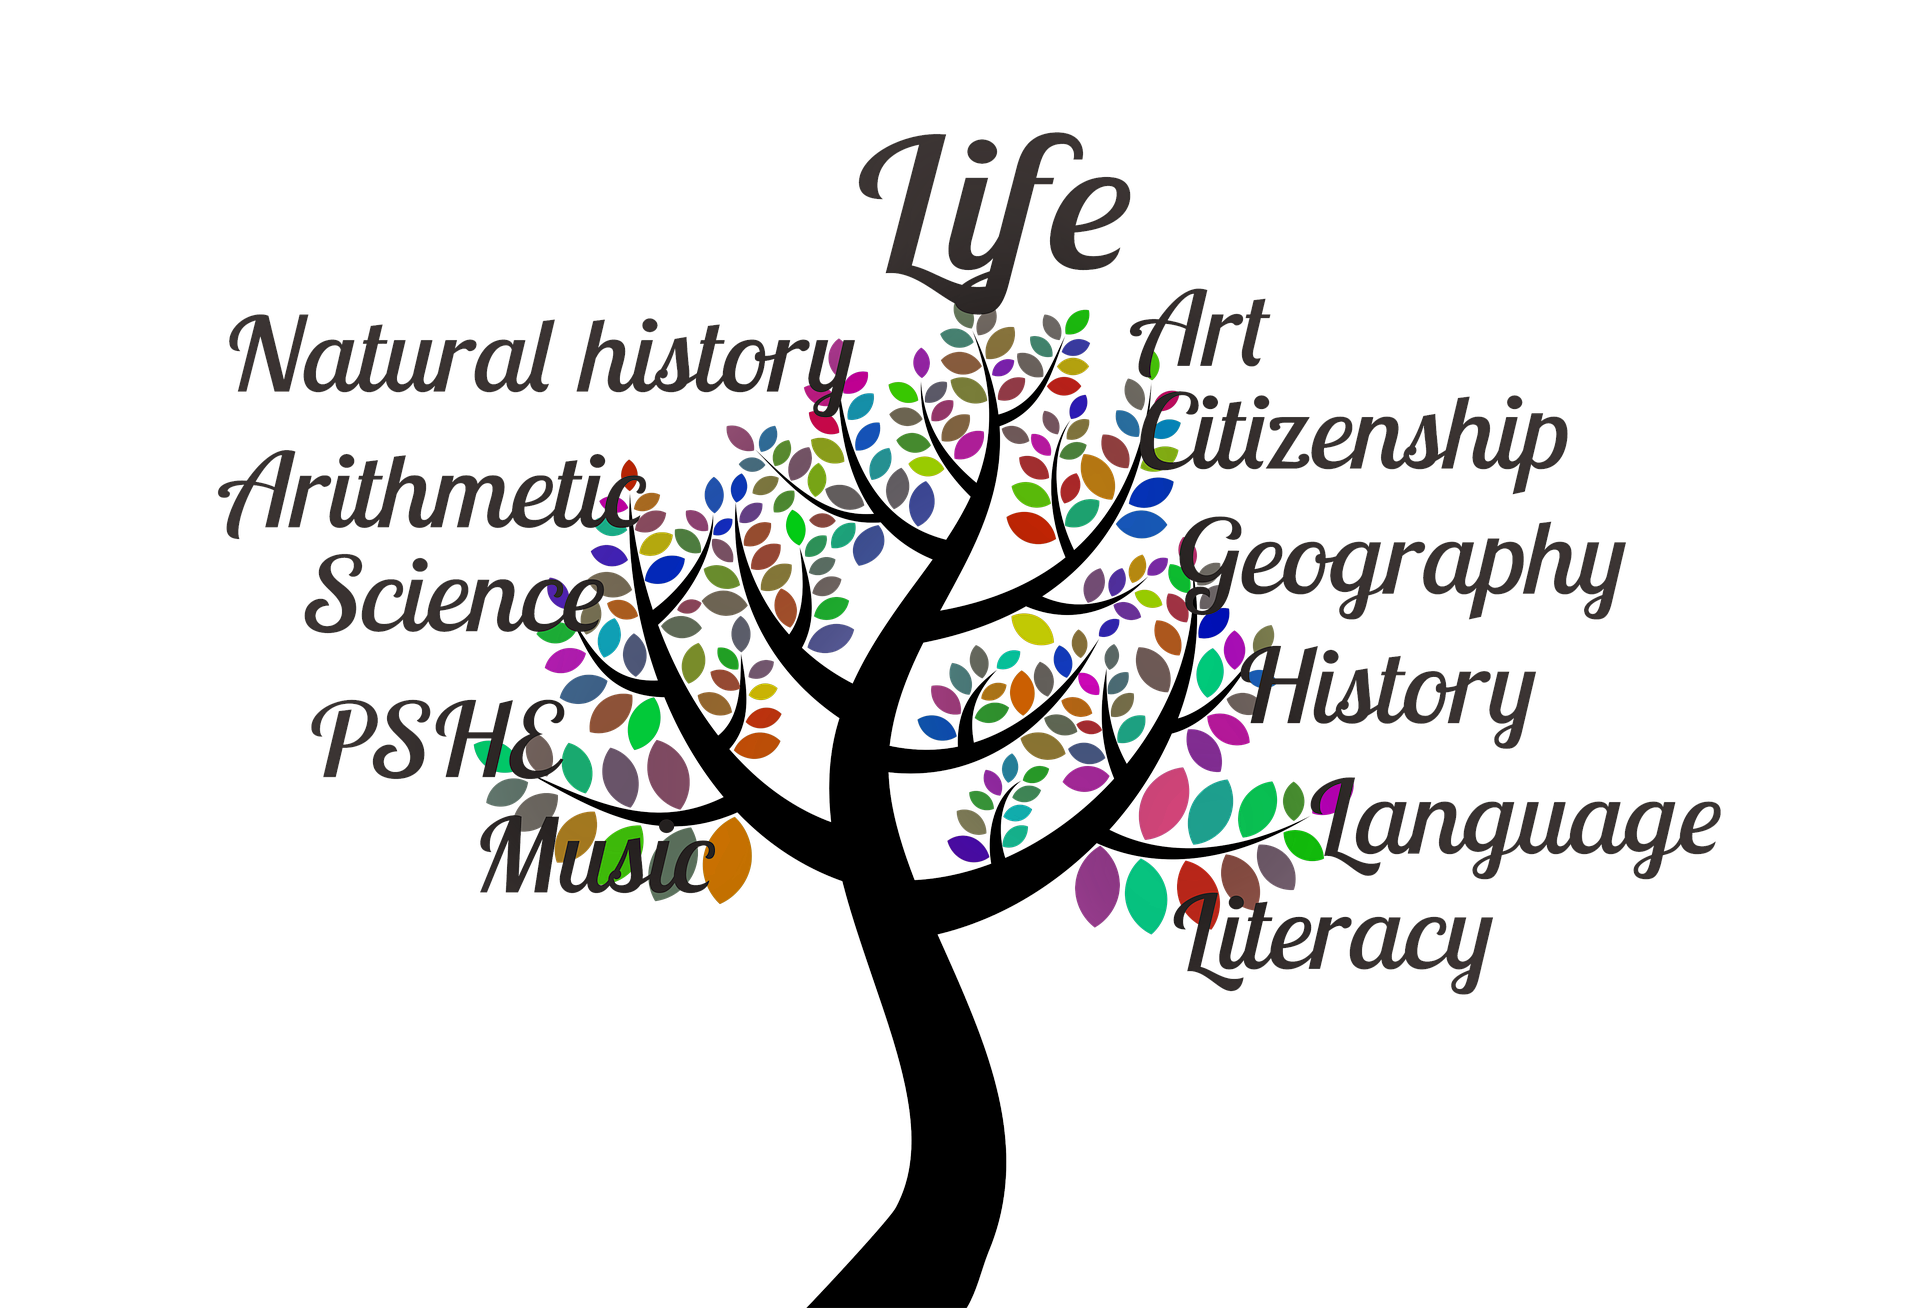 Life
Natural history
Arithmetic
Science
PSHE
Music
Art
Citizenship
Geography
History
Language
Literacy